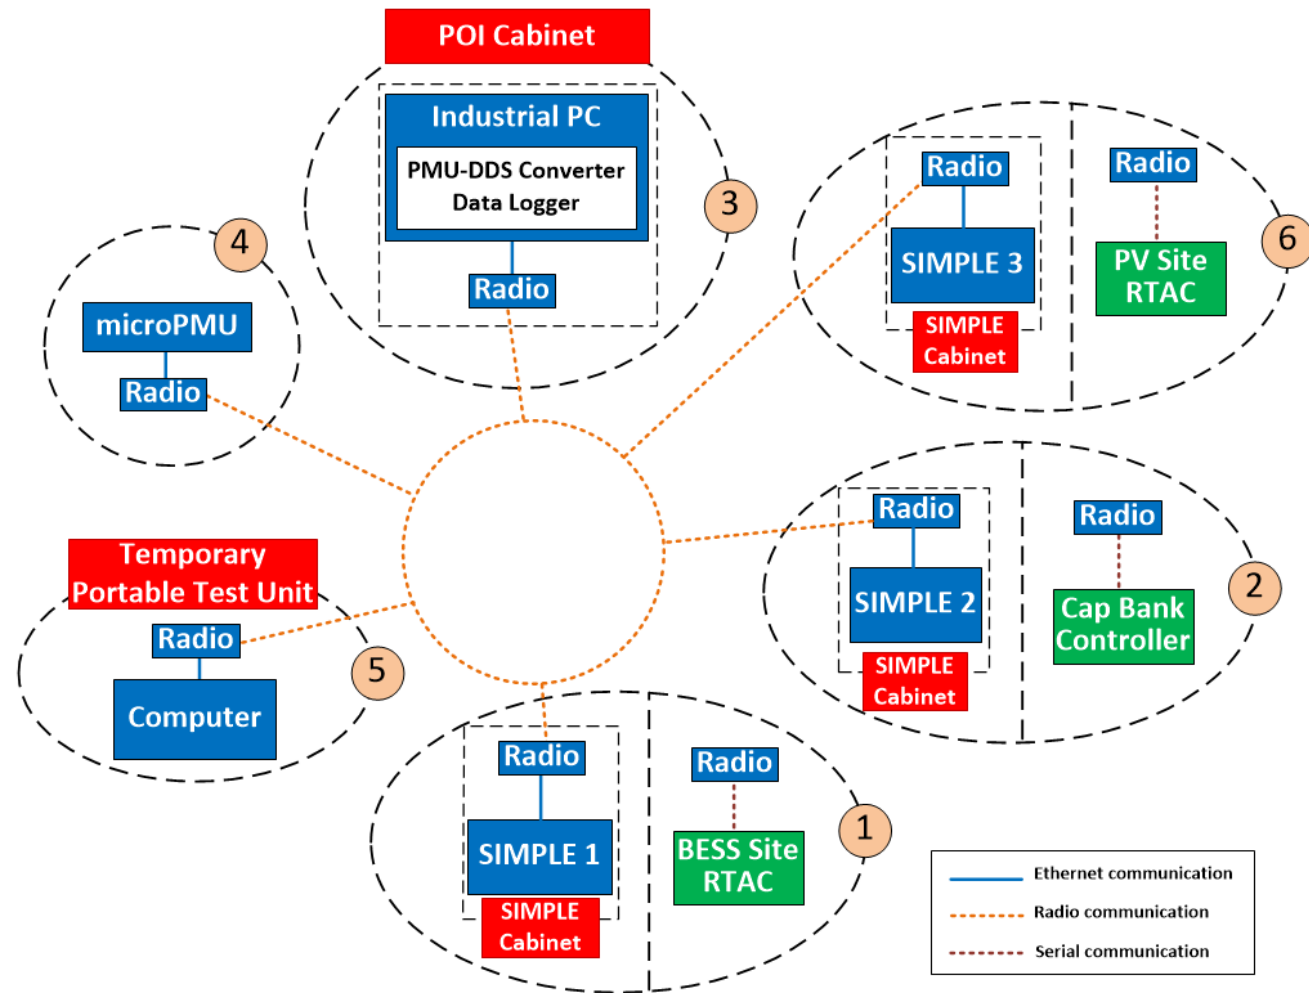 POI Cabinet
Industrial PC
PMU-DDS Converter
Data Logger
Radio
3
4
microPMU
Radio
Radio
SIMPLE 3
SIMPLE
Cabinet
Radio
PV Site
RTAC
6
Radio
SIMPLE 2
SIMPLE
Cabinet
Radio
Cap Bank
Controller
2
Temporary
Portable Test Unit
Radio
Computer
5
Radio
SIMPLE 1
SIMPLE
Cabinet
Radio
BESS Site
RTAC
1
Ethernet communication
Radio communication
Serial communication